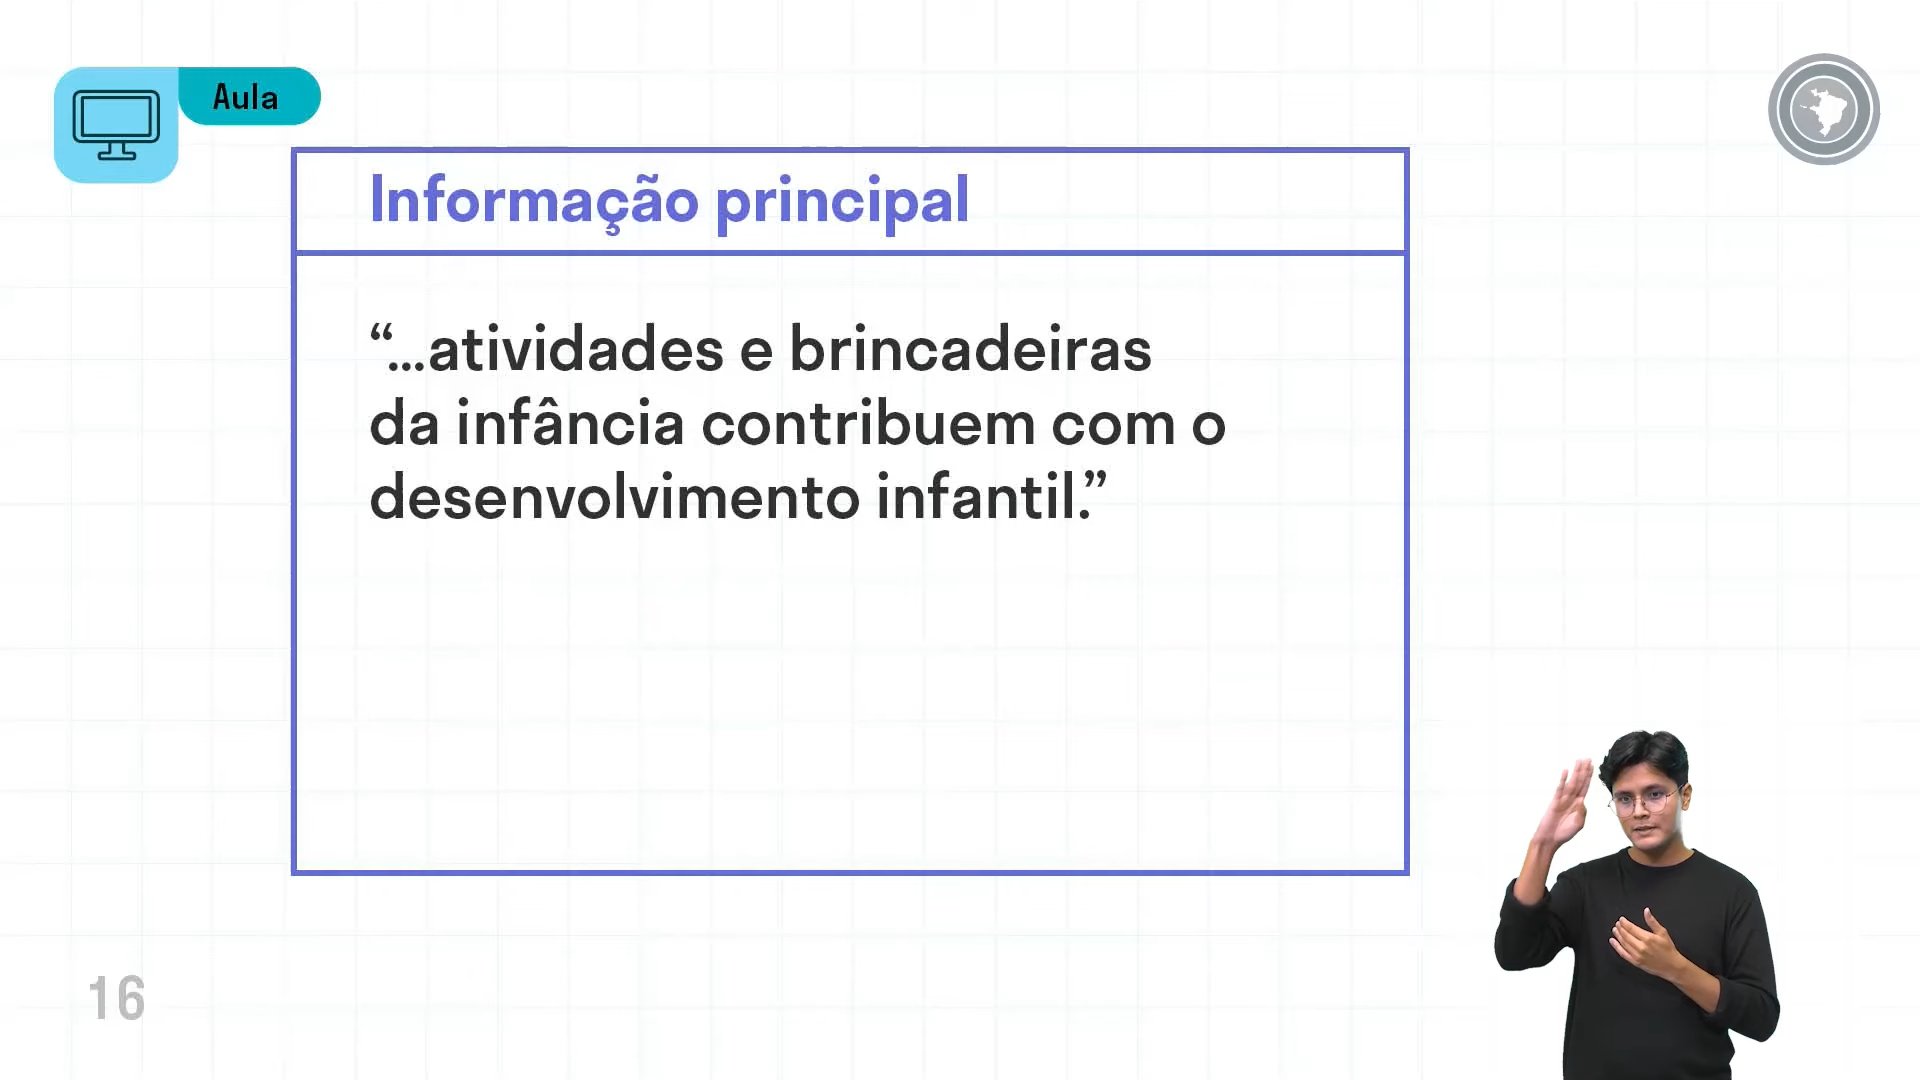 Aula
Informação principal
“...atividades e brincadeiras
da infância contribuem com o
desenvolvimento infantil.”
16